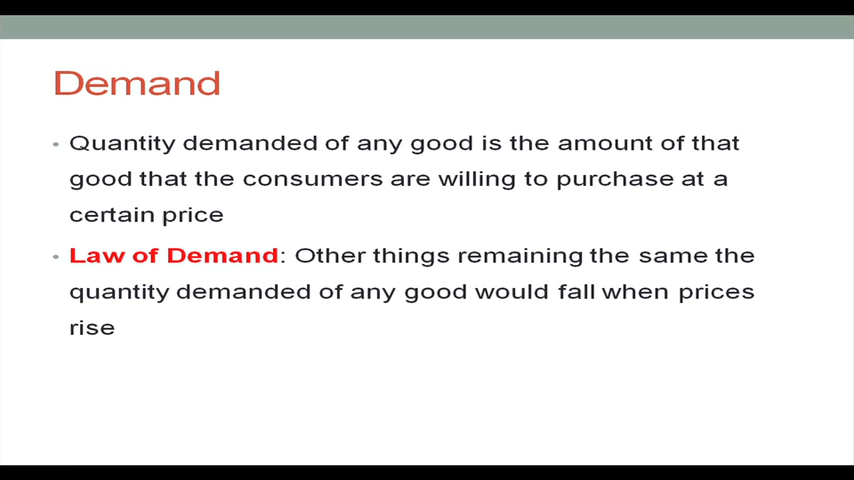 Demand
• Quantity demanded of any good is the amount of that
good that the consumers are willing to purchase at a
certain price
• Law of Demand: Other things remaining the same the
quantity demanded of any good would fall when prices
rise